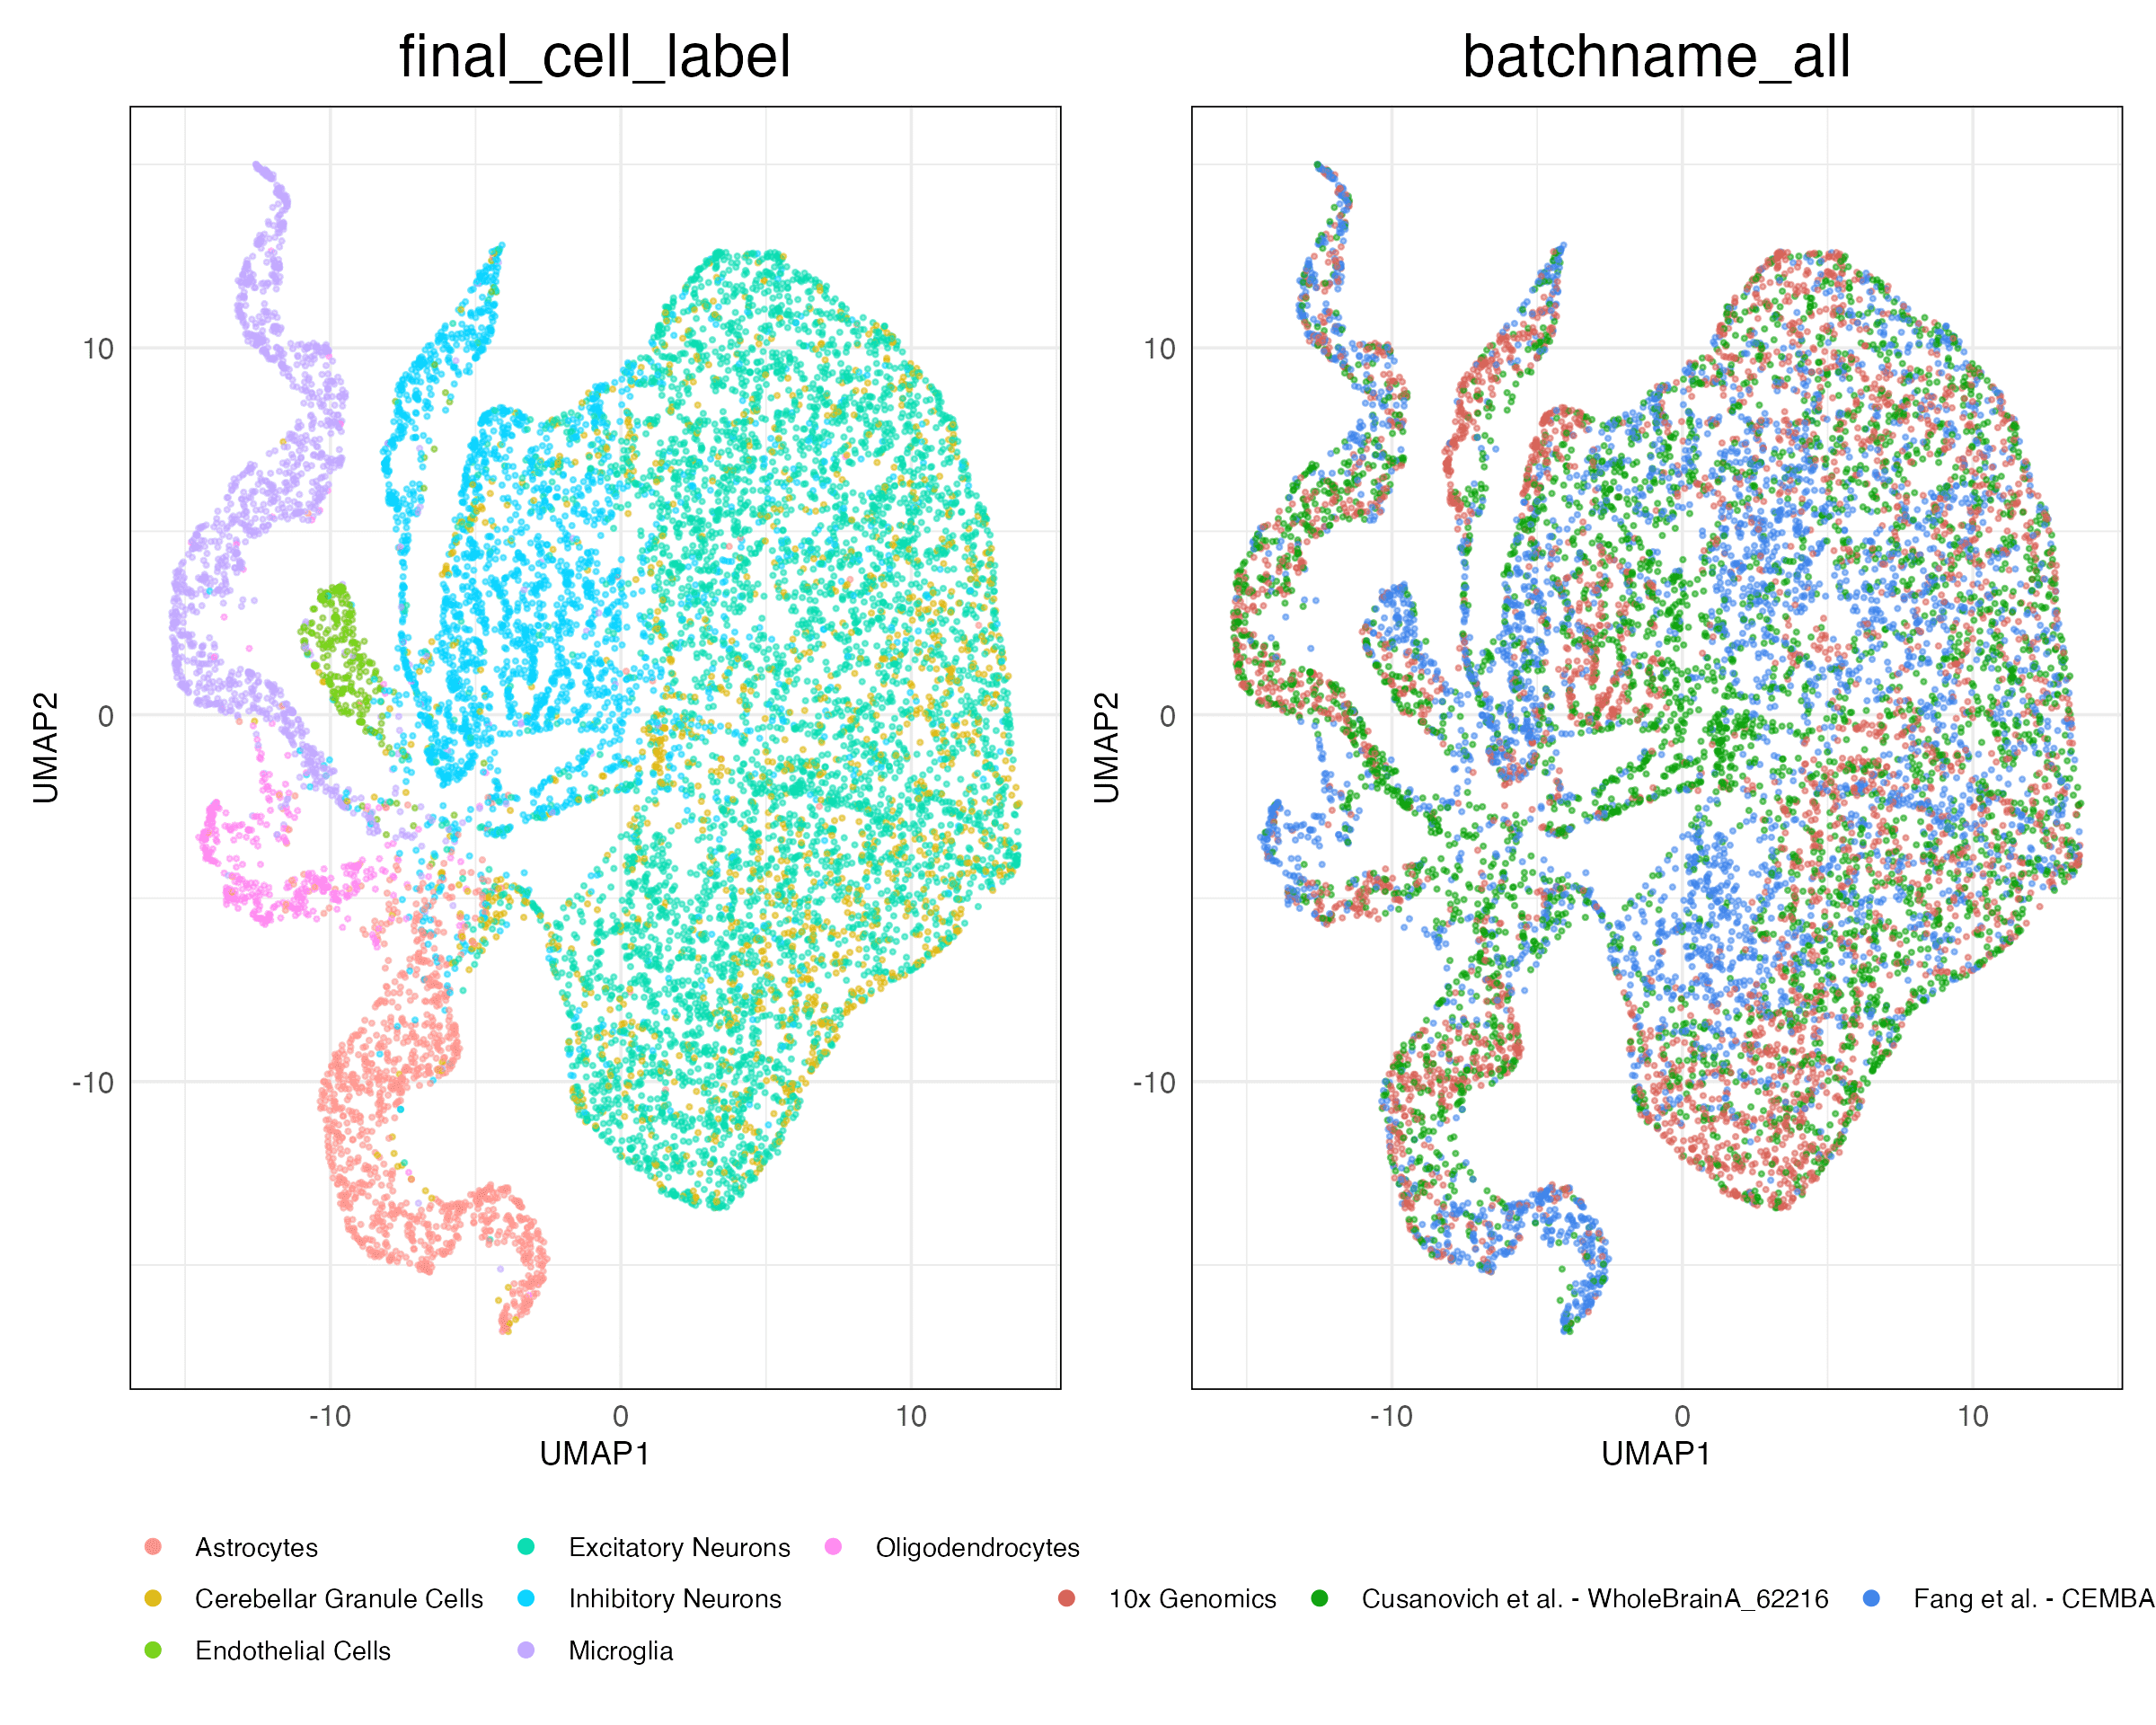 final_cell_label
batchname_all
10
0
-10
UMAP2
-10 0 10
UMAP1
10
0
-10
UMAP2
-10 0 10
UMAP1
Astrocytes
Cerebellar Granule Cells
Endothelial Cells
Excitatory Neurons
Inhibitory Neurons
Microglia
Oligodendrocytes
10x Genomics
Cusanovich et al. - WholeBrainA_62216
Fang et al. - CEMBA